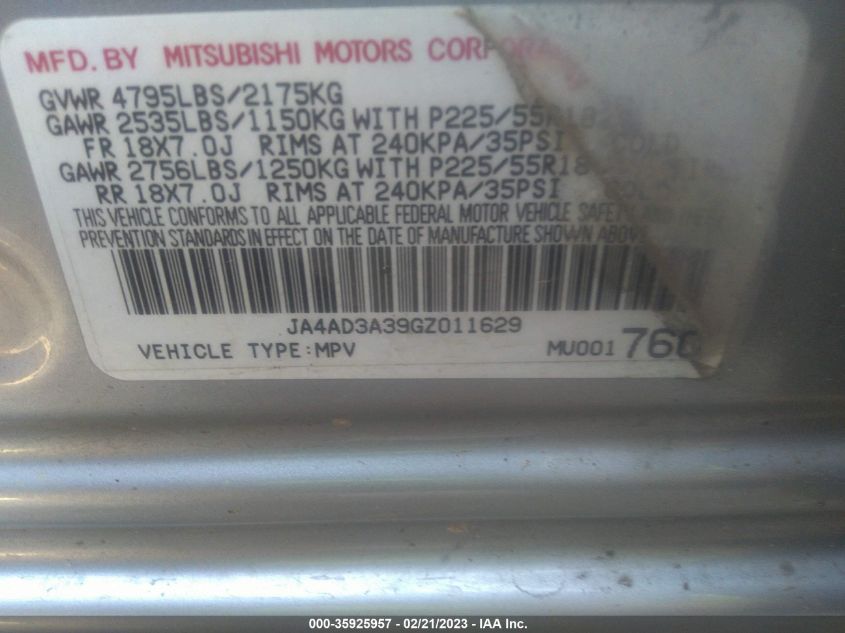 MFD. BY MITSUBISHI MOTORS
GVWR 4795LBS/2175KG
GAWR 2535LBS/1150KG WITH P225/55R18
FR 18X7.0J RIMS AT 240KPA/35PSI COLD
GAWR 2756LBS/1250KG WITH P225/55R18
RR 18X7.0J RIMS AT 240KPA/35PSI
THIS VEHICLE CONFORMS TO ALL APPLICABLE FEDERAL MOTOR VEHICLE SAFETY AND
PREVENTION STANDARDS IN EFFECT ON THE DATE OF MANUFACTURE SHOWN ABOVE
JA4AD3A39GZ011629
VEHICLE TYPE:MPV MU001
000-35925957 - 02/21/2023 - IAA Inc.